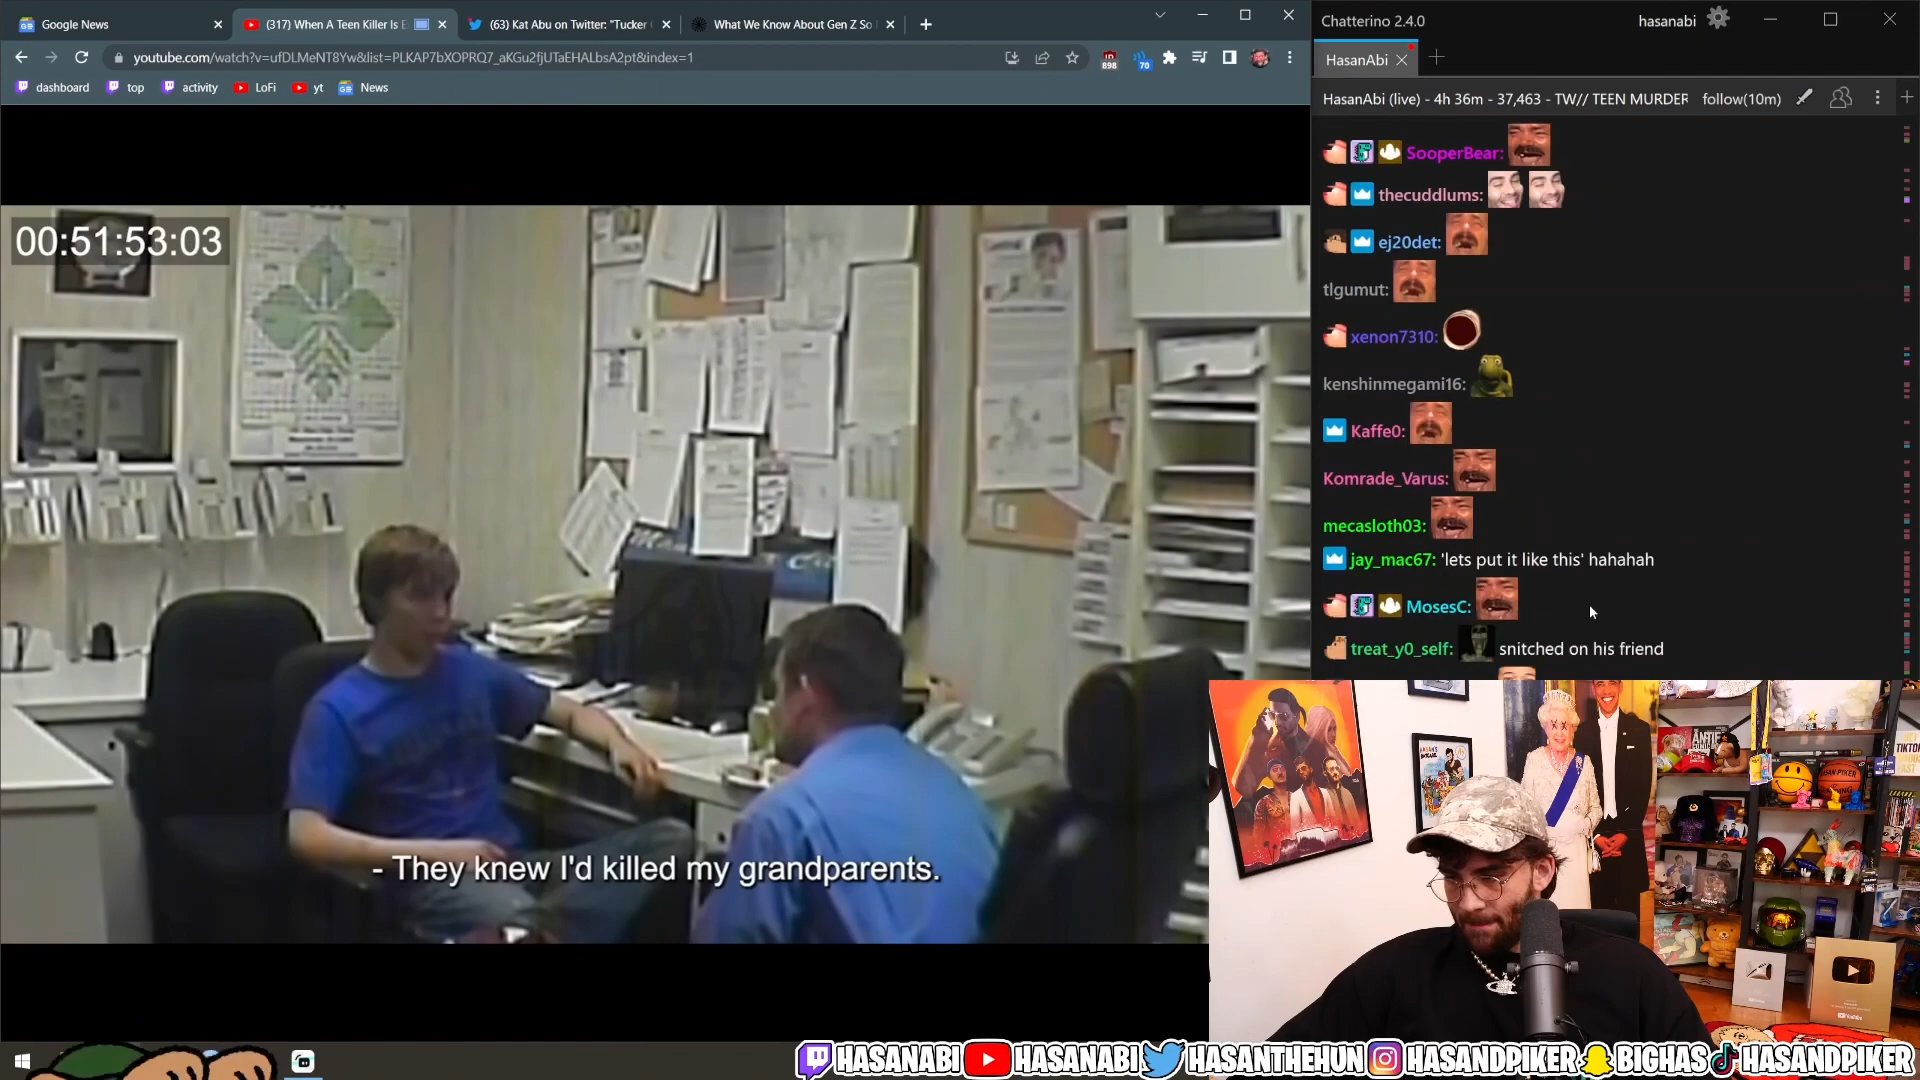 Google News
(317) When A Teen Killer Is E
(63) Kat Abu on Twitter: "Tucker
What We Know About Gen Z So
youtube.com/watch?v=ufDLMeNT8Yw&list=PLKAP7bXOPRQ7_aKGu2fjUTaEHALbsA2pt&index=1
898
70
dashboard
top
activity
LoFi
yt
News
00:51:53:03
- They knew I'd killed my grandparents.
Chatterino 2.4.0
hasanabi
HasanAbi
HasanAbi (live) - 4h 36m - 37,463 - TW// TEEN MURDER
follow(10m)
SooperBear:
thecuddlums:
ej20det:
tlgumut:
xenon7310:
kenshinmegami16:
Kaffe0:
Komrade_Varus:
mecasloth03:
jay_mac67: 'lets put it like this' hahahah
MosesC:
treat_y0_self: snitched on his friend
HASANABI HASANABI HASANTHEHUN HASANDPIKER BIGHAS HASANDPIKER